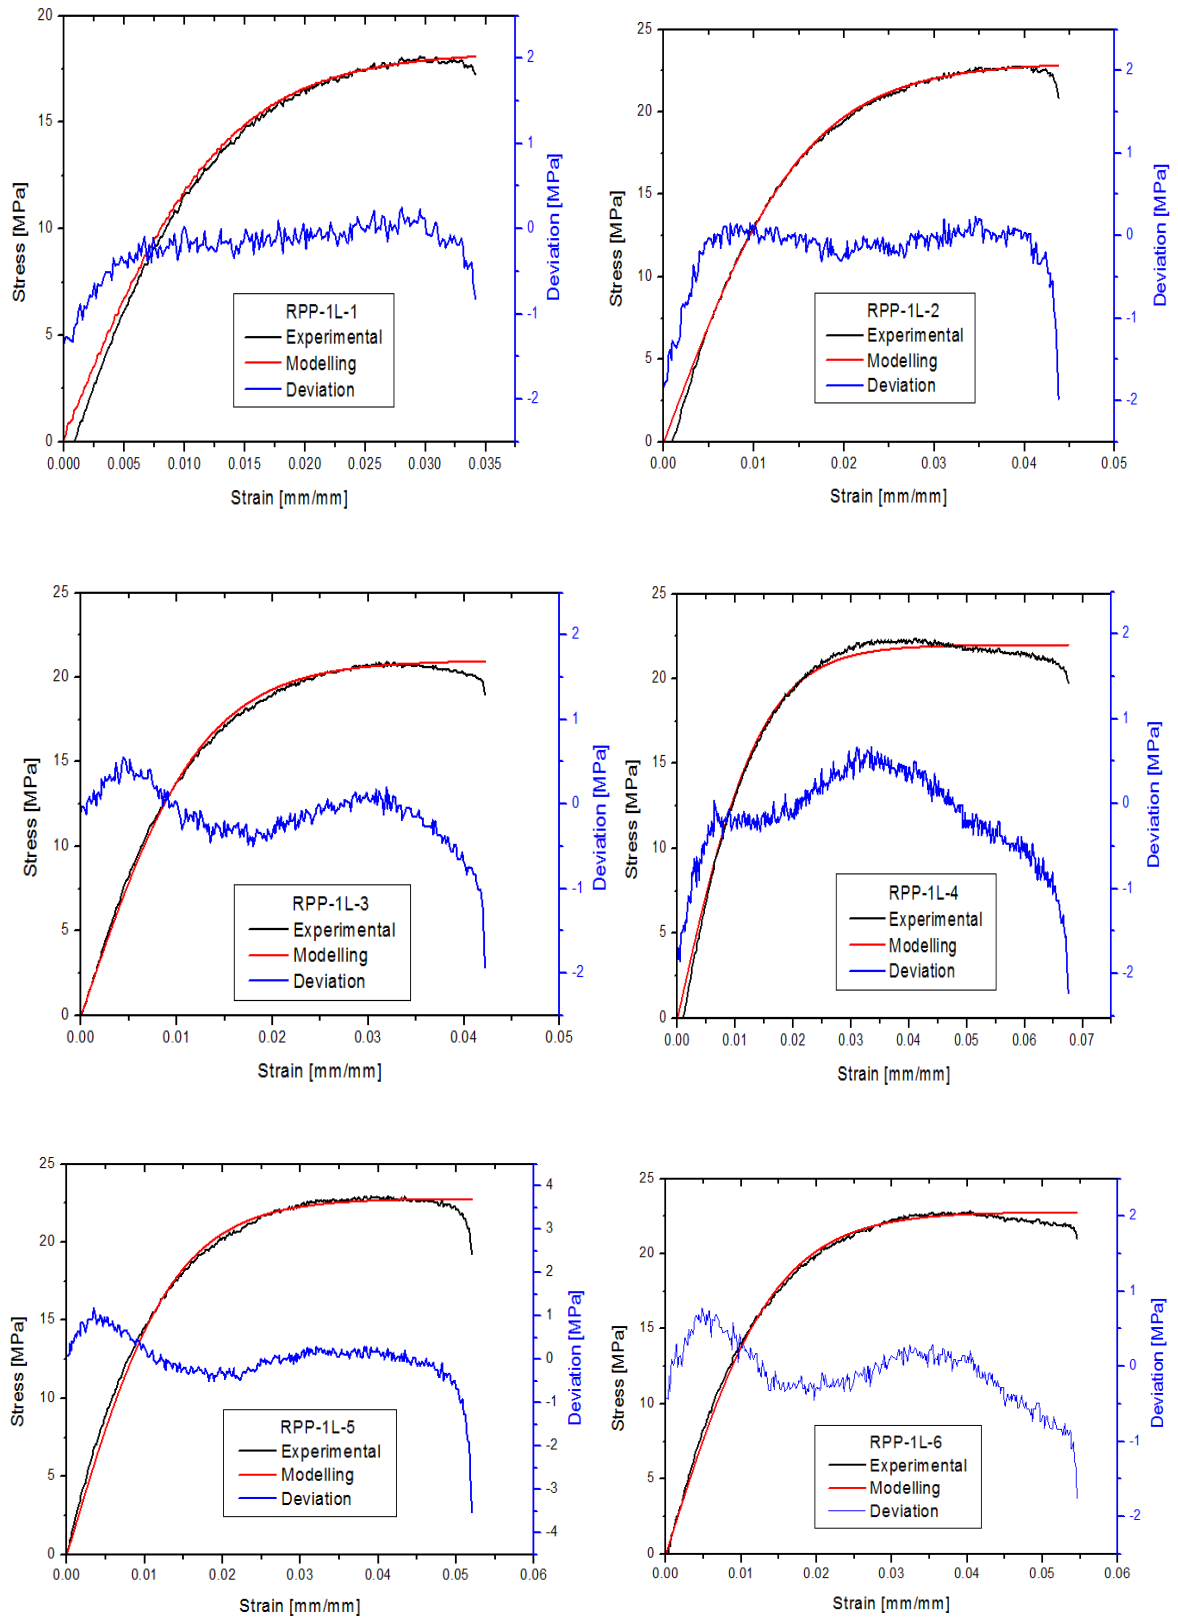 20
15
10
5
0
Stress [MPa]
2
1
0
-1
-2
Deviation [MPa]
RPP-1L-1
Experimental
Modelling
Deviation
0.000 0.005 0.010 0.015 0.020 0.025 0.030 0.035
Strain [mm/mm]
25
20
15
10
5
0
Stress [MPa]
2
1
0
-1
-2
Deviation [MPa]
RPP-1L-2
Experimental
Modelling
Deviation
0.00 0.01 0.02 0.03 0.04 0.05
Strain [mm/mm]
25
20
15
10
5
0
Stress [MPa]
2
1
0
-1
-2
Deviation [MPa]
RPP-1L-3
Experimental
Modelling
Deviation
0.00 0.01 0.02 0.03 0.04 0.05
Strain [mm/mm]
25
20
15
10
5
0
Stress [MPa]
2
1
0
-1
-2
Deviation [MPa]
RPP-1L-4
Experimental
Modelling
Deviation
0.00 0.01 0.02 0.03 0.04 0.05 0.06 0.07
Strain [mm/mm]
25
20
15
10
5
0
Stress [MPa]
4
3
2
1
0
-1
-2
-3
-4
Deviation [MPa]
RPP-1L-5
Experimental
Modelling
Deviation
0.00 0.01 0.02 0.03 0.04 0.05 0.06
Strain [mm/mm]
25
20
15
10
5
0
Stress [MPa]
2
1
0
-1
-2
Deviation [MPa]
RPP-1L-6
Experimental
Modelling
Deviation
0.00 0.01 0.02 0.03 0.04 0.05 0.06
Strain [mm/mm]